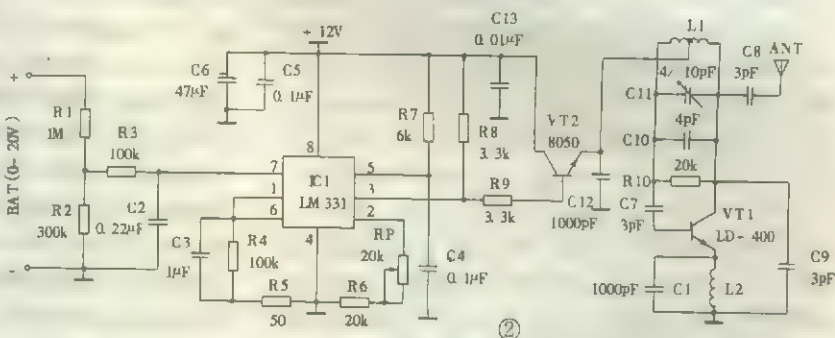 + 12V
C13
0.01μF
L1
ANT
C8
3pF
C6
47μF
C5
0.1μF
4/10pF
C11
+
R1
1M
R3
100k
R7
6k
R8
3.3k
VT2
8050
4pF
C10
BAT(0~20V)
8
7
1
6
4
5
3
2
IC1
LM 331
R9
3.3k
C12
1000pF
20k
R10
C7
3pF
VT1
LD-400
R2
300k
C2
0.22μF
C3
1μF
R4
100k
RP
20k
C4
0.1μF
C9
3pF
-
R5
50
R6
20k
1000pF
C1
L2
②